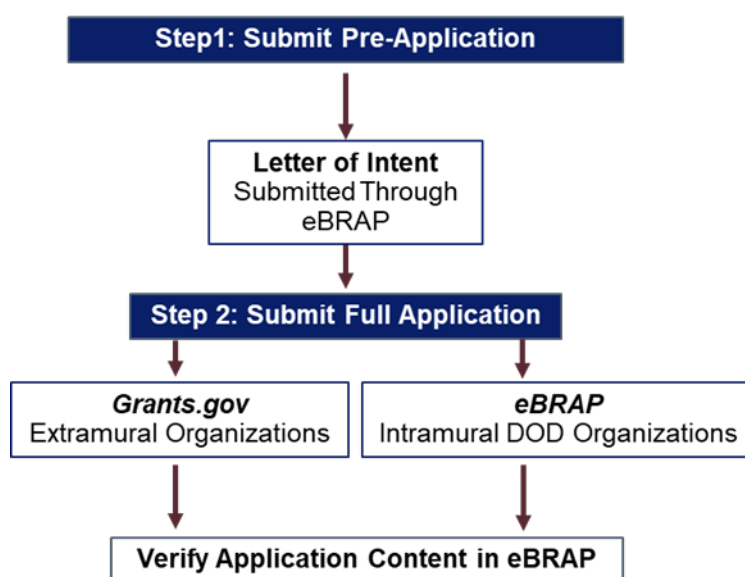 Step1: Submit Pre-Application
Letter of Intent
Submitted Through
eBRAP
Step 2: Submit Full Application
Grants.gov
Extramural Organizations
eBRAP
Intramural DOD Organizations
Verify Application Content in eBRAP